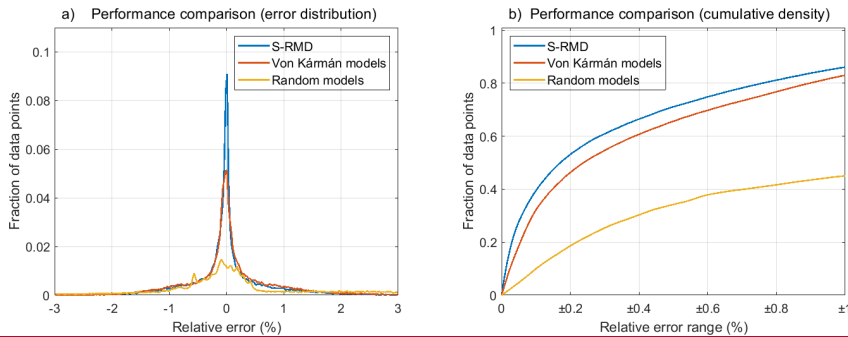 a) Performance comparison (error distribution)
0.1
0.08
0.06
0.04
0.02
0
Fraction of data points
S-RMD
Von Kármán models
Random models
-3 -2 -1 0 1 2 3
Relative error (%)
b) Performance comparison (cumulative density)
1
0.8
0.6
0.4
0.2
0
Fraction of data points
S-RMD
Von Kármán models
Random models
0 ±0.2 ±0.4 ±0.6 ±0.8 ±1
Relative error range (%)